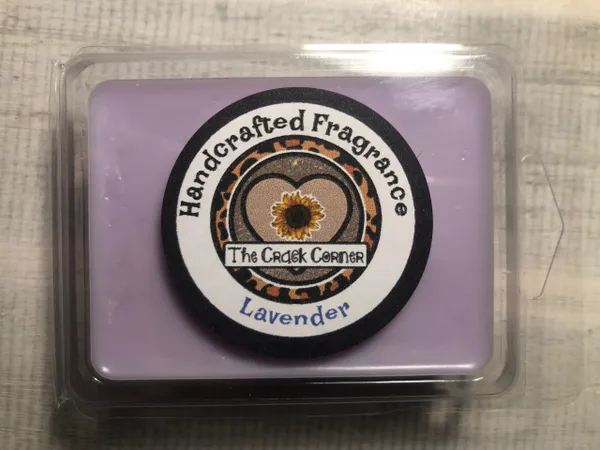 Handcrafted Fragrance
The Crack Corner
Lavender